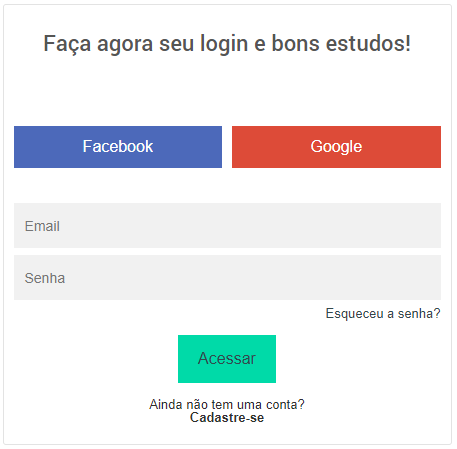 Faça agora seu login e bons estudos!
Facebook
Google
Email
Senha
Esqueceu a senha?
Acessar
Ainda não tem uma conta?
Cadastre-se